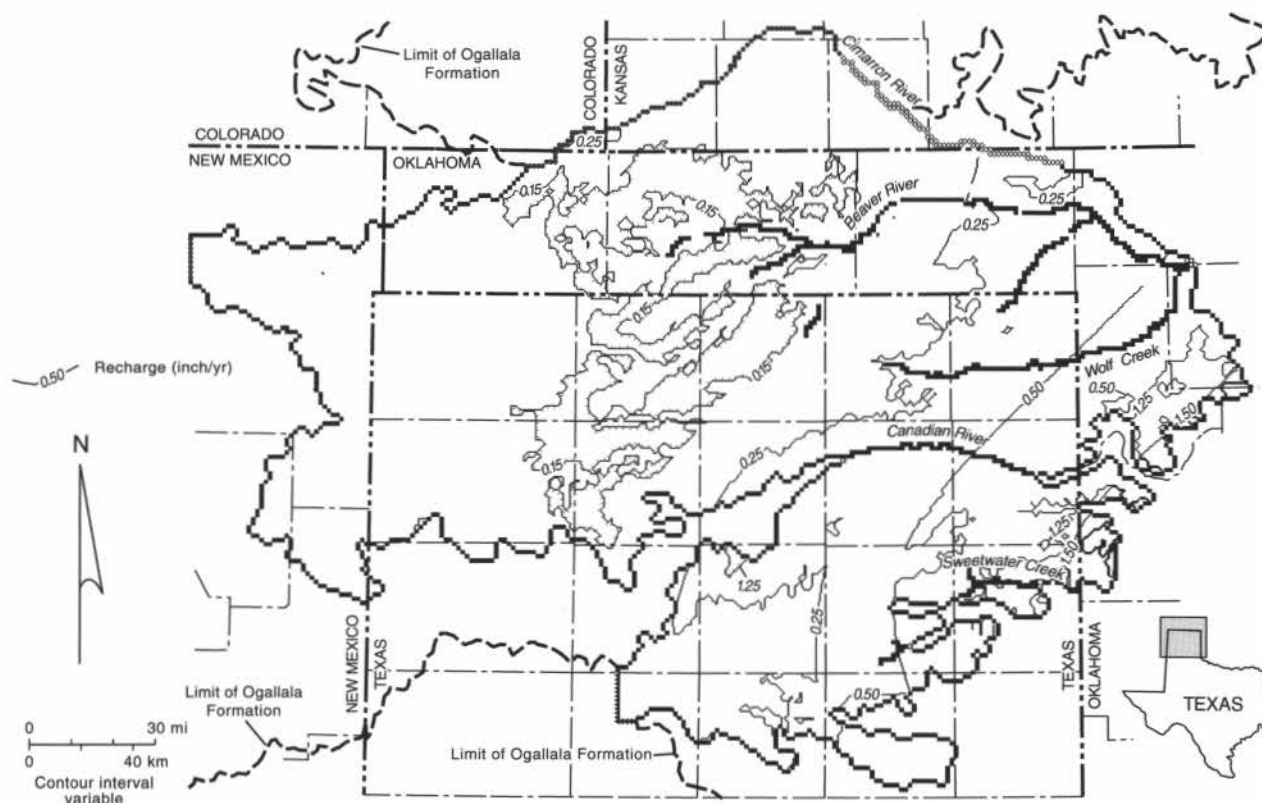 Limit of Ogallala
Formation
COLORADO
KANSAS
Cimarron River
COLORADO
NEW MEXICO
OKLAHOMA
0.25
0.15
0.15
Beaver River
0.25
0.25
0.15
0.50
Recharge (inch/yr)
0.15
0.50
Wolf Creek
0.50
1.25
1.50
N
Canadian River
0.25
0.15
1.25
1.50
Sweetwater Creek
1.25
0.25
NEW MEXICO
TEXAS
TEXAS
OKLAHOMA
TEXAS
Limit of Ogallala
Formation
0.50
0 30 mi
0 40 km
Contour interval
variable
Limit of Ogallala Formation